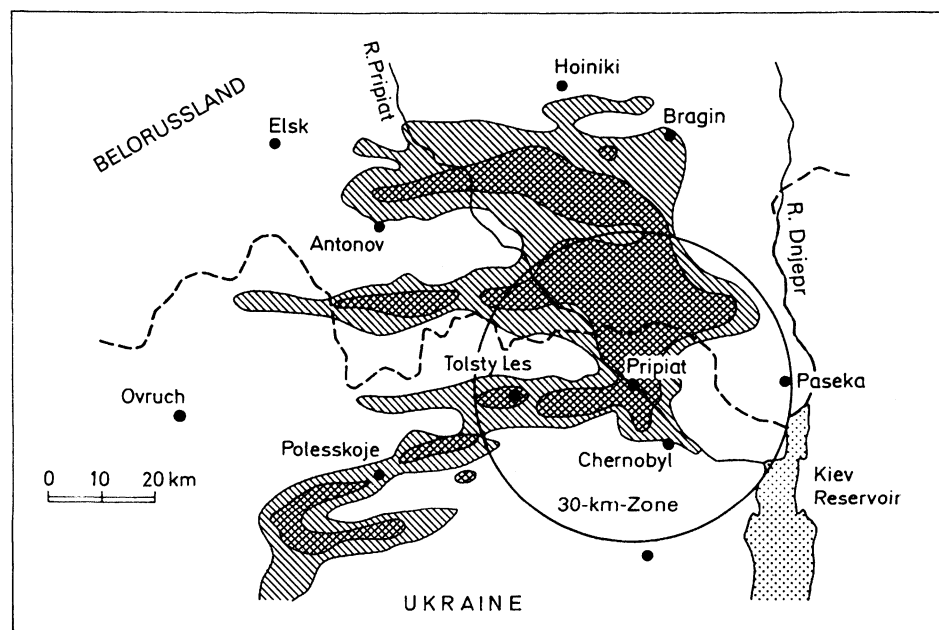 Hoiniki
R. Pripiat
BELORUSSLAND
Bragin
Elsk
R. Dnjepr
Antonov
Tolsty Les
Pripiat
Paseka
Ovruch
Polesskoje
Chernobyl
0 10 20 km
Kiev
Reservoir
30-km-Zone
UKRAINE